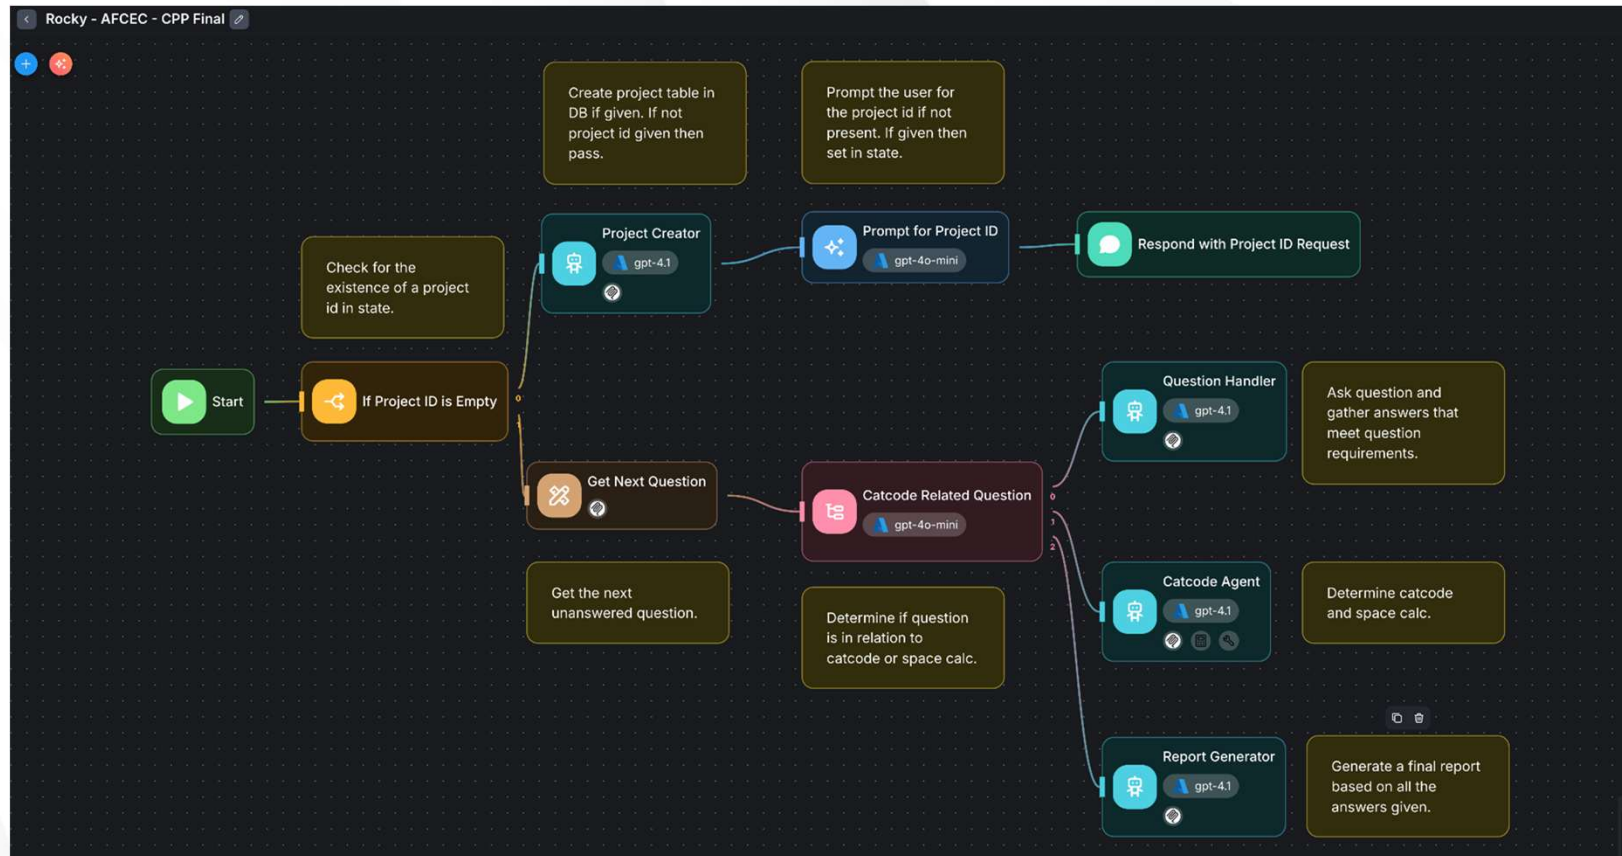 Rocky - AFCEC - CPP Final
Create project table in
DB if given. If not
project id given then
pass.
Prompt the user for
the project id if not
present. If given then
set in state.
Check for the
existence of a project
id in state.
Project Creator
gpt-4.1
Prompt for Project ID
gpt-4o-mini
Respond with Project ID Request
Start
If Project ID is Empty
0
1
Get Next Question
Get the next
unanswered question.
Catcode Related Question
gpt-4o-mini
0
1
2
Determine if question
is in relation to
catcode or space calc.
Question Handler
gpt-4.1
Ask question and
gather answers that
meet question
requirements.
Catcode Agent
gpt-4.1
Determine catcode
and space calc.
Report Generator
gpt-4.1
Generate a final report
based on all the
answers given.